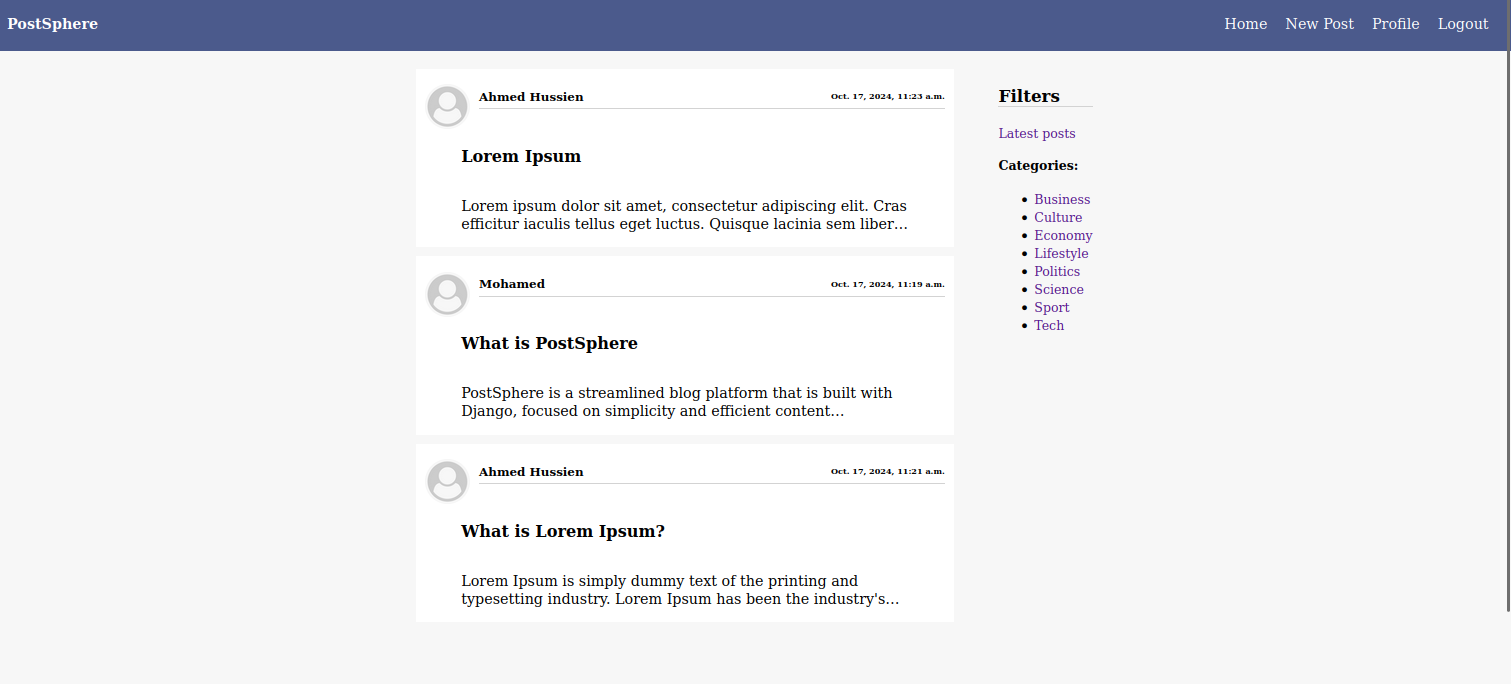 PostSphere
Home New Post Profile Logout
Ahmed Hussien Oct. 17, 2024, 11:23 a.m.
Lorem Ipsum
Lorem ipsum dolor sit amet, consectetur adipiscing elit. Cras
efficitur iaculis tellus eget luctus. Quisque lacinia sem liber…
Mohamed Oct. 17, 2024, 11:19 a.m.
What is PostSphere
PostSphere is a streamlined blog platform that is built with
Django, focused on simplicity and efficient content…
Ahmed Hussien Oct. 17, 2024, 11:21 a.m.
What is Lorem Ipsum?
Lorem Ipsum is simply dummy text of the printing and
typesetting industry. Lorem Ipsum has been the industry's…
Filters
Latest posts
Categories:
Business
Culture
Economy
Lifestyle
Politics
Science
Sport
Tech